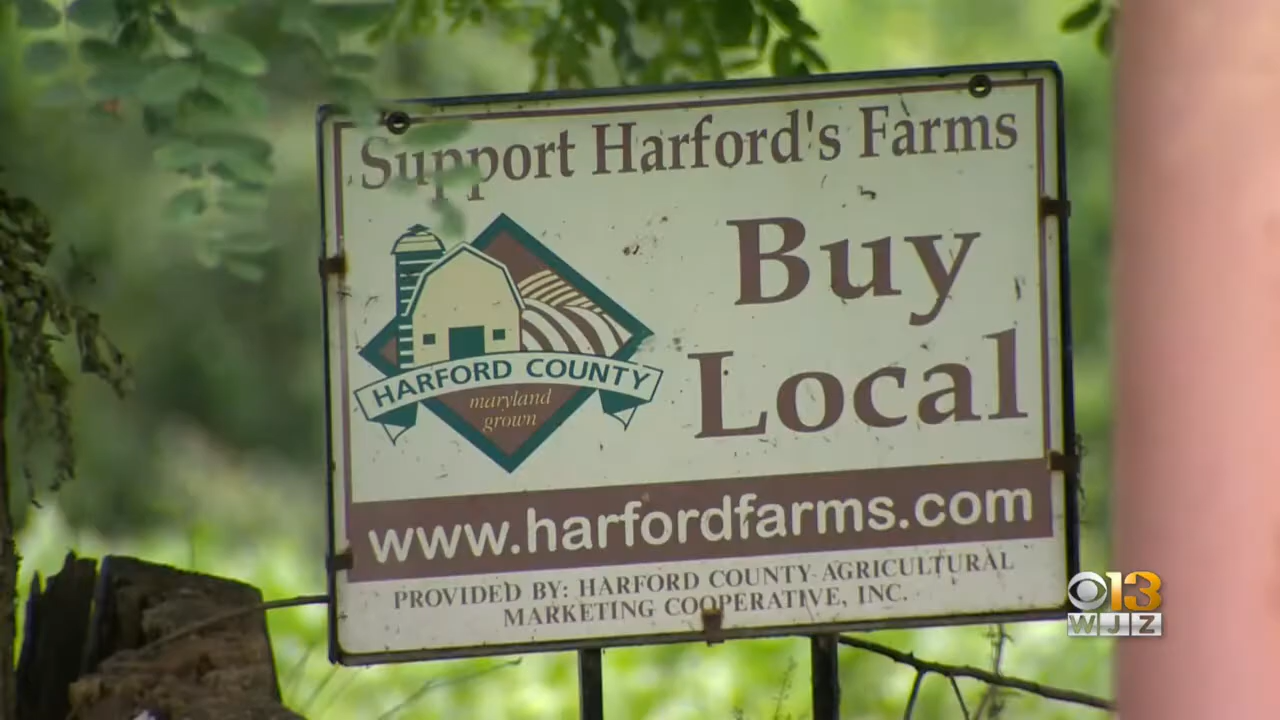 Support Harford's Farms
Buy
Local
HARFORD COUNTY
maryland
grown
www.harfordfarms.com
PROVIDED BY: HARFORD COUNTY AGRICULTURAL
MARKETING COOPERATIVE, INC.
13
WJZ